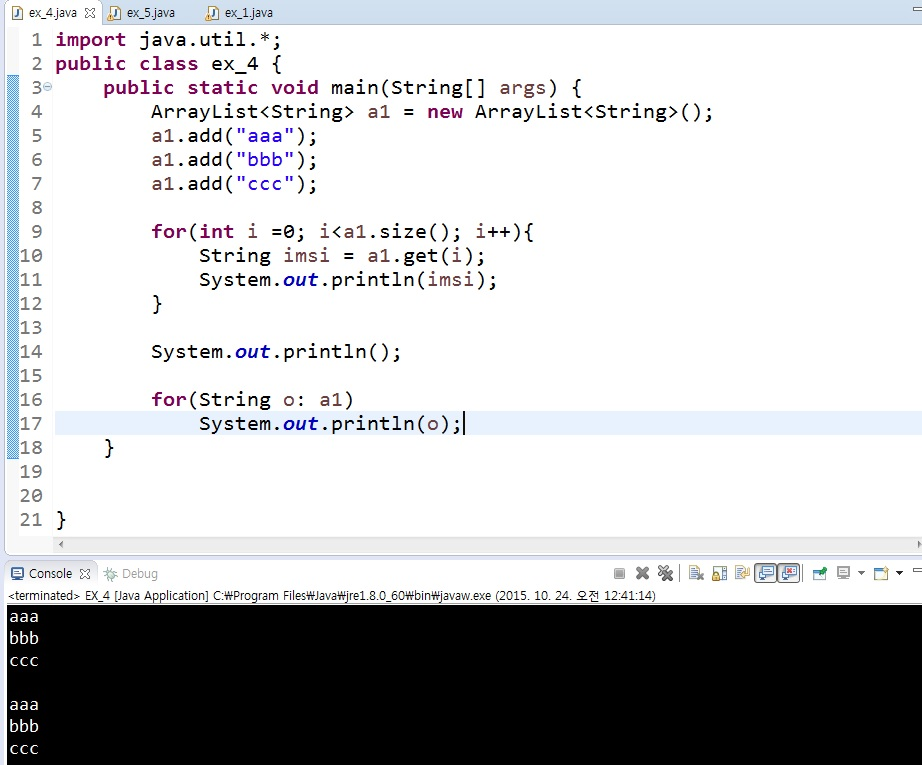 ex_4.java ex_5.java ex_1.java
1 import java.util.*;
2 public class ex_4 {
3 public static void main(String[] args) {
4 ArrayList<String> a1 = new ArrayList<String>();
5 a1.add("aaa");
6 a1.add("bbb");
7 a1.add("ccc");
8
9 for(int i =0; i<a1.size(); i++){
10 String imsi = a1.get(i);
11 System.out.println(imsi);
12 }
13
14 System.out.println();
15
16 for(String o: a1)
17 System.out.println(o);
18 }
19
20
21 }
Console Debug
<terminated> EX_4 [Java Application] C:₩Program Files₩Java₩jre1.8.0_60₩bin₩javaw.exe (2015. 10. 24. 오전 12:41:14)
aaa
bbb
ccc
aaa
bbb
ccc